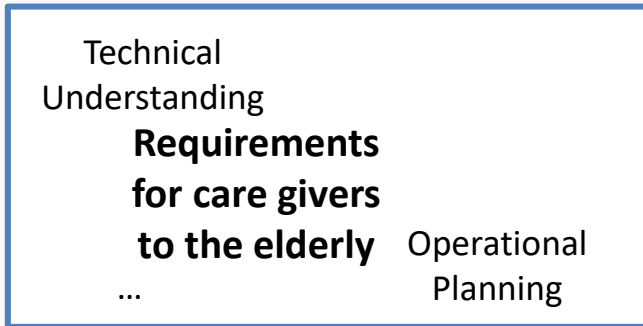 Technical
Understanding
Requirements
for care givers
to the elderly
Operational
Planning
...